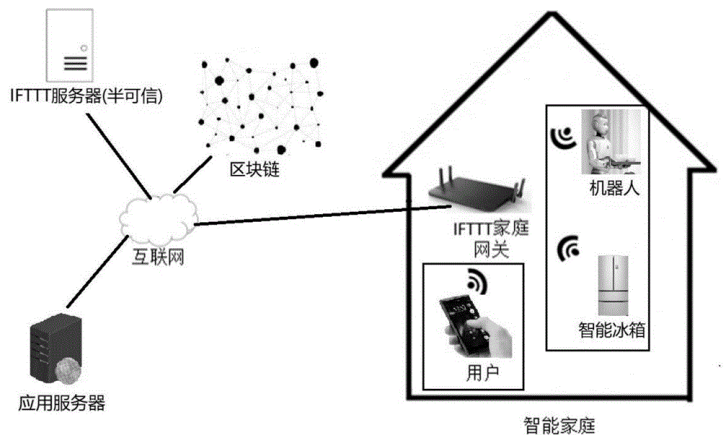 IFTTT服务器(半可信)
区块链
机器人
IFTTT家庭
网关
互联网
智能冰箱
用户
应用服务器
智能家庭